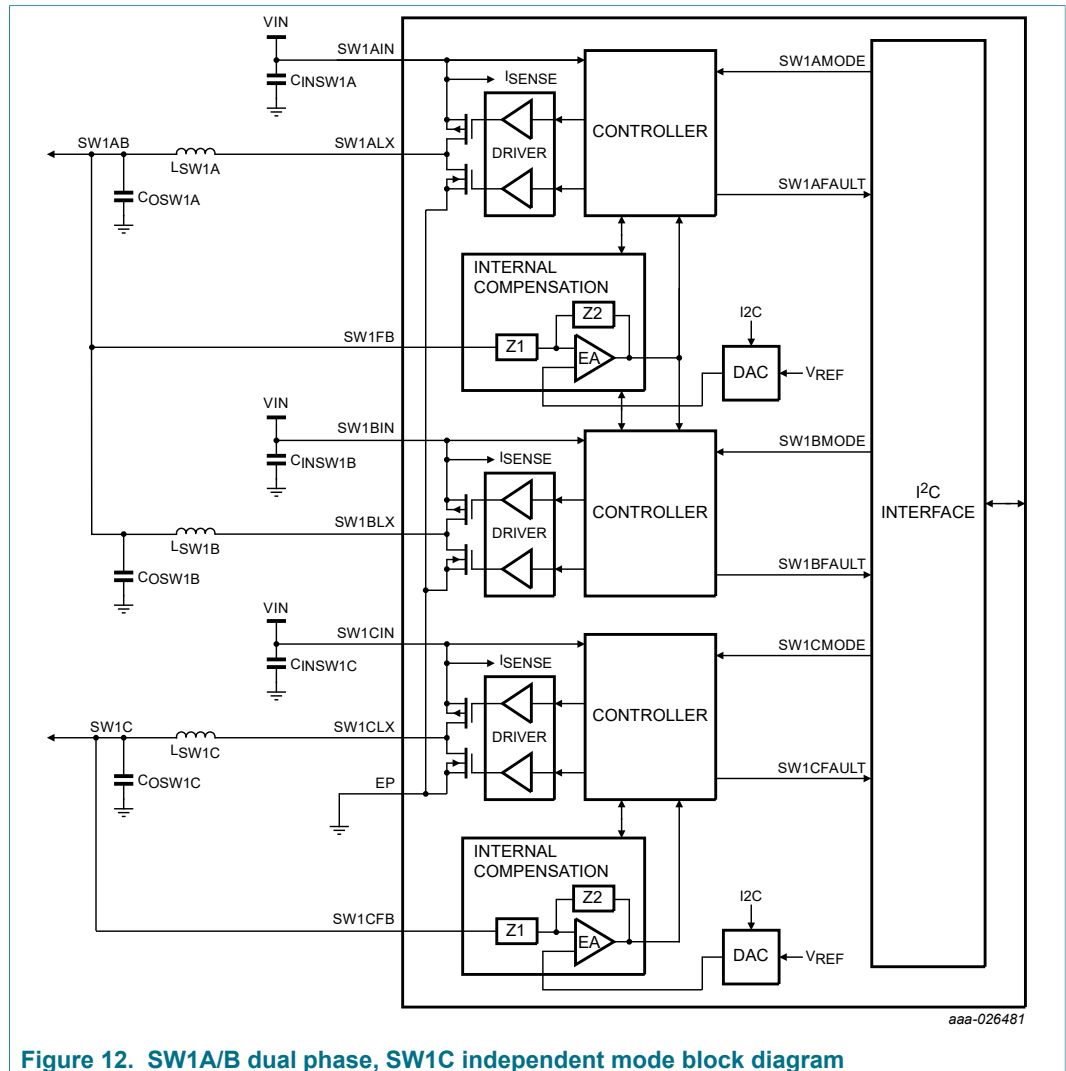 VIN
SW1AIN
CINSW1A
ISENSE
CONTROLLER
SW1AMODE
SW1AB
LSW1A
SW1ALX
DRIVER
COSW1A
SW1AFAULT
INTERNAL
COMPENSATION
Z2
I2C
SW1FB
Z1
EA
DAC
VREF
VIN
SW1BIN
CINSW1B
ISENSE
SW1BMODE
I2C
INTERFACE
CONTROLLER
LSW1B
SW1BLX
DRIVER
COSW1B
SW1BFAULT
VIN
SW1CIN
CINSW1C
ISENSE
SW1CMODE
CONTROLLER
SW1C
LSW1C
SW1CLX
DRIVER
COSW1C
EP
SW1CFAULT
INTERNAL
COMPENSATION
Z2
I2C
SW1CFB
Z1
EA
DAC
VREF
aaa-026481
Figure 12. SW1A/B dual phase, SW1C independent mode block diagram